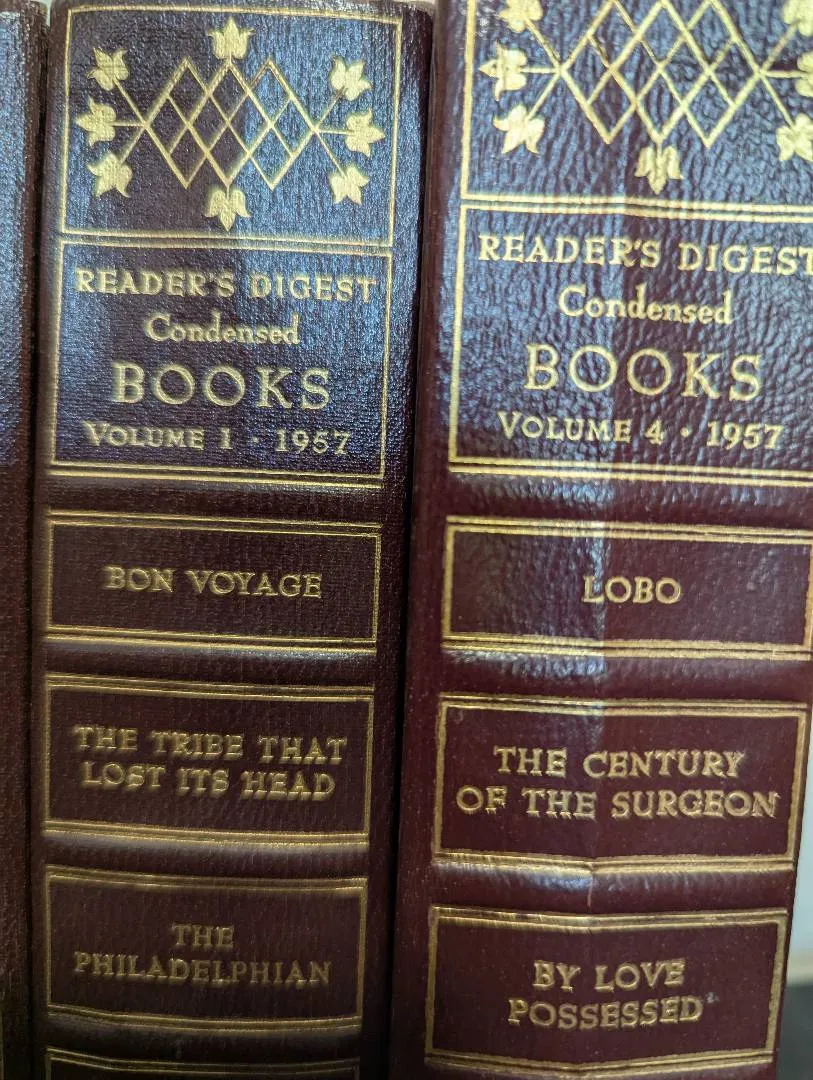 READER'S DIGEST
Condensed
BOOKS
VOLUME 1 · 1957
BON VOYAGE
THE TRIBE THAT
LOST ITS HEAD
THE
PHILADELPHIAN
READER'S DIGEST
Condensed
BOOKS
VOLUME 4 · 1957
LOBO
THE CENTURY
OF THE SURGEON
BY LOVE
POSSESSED